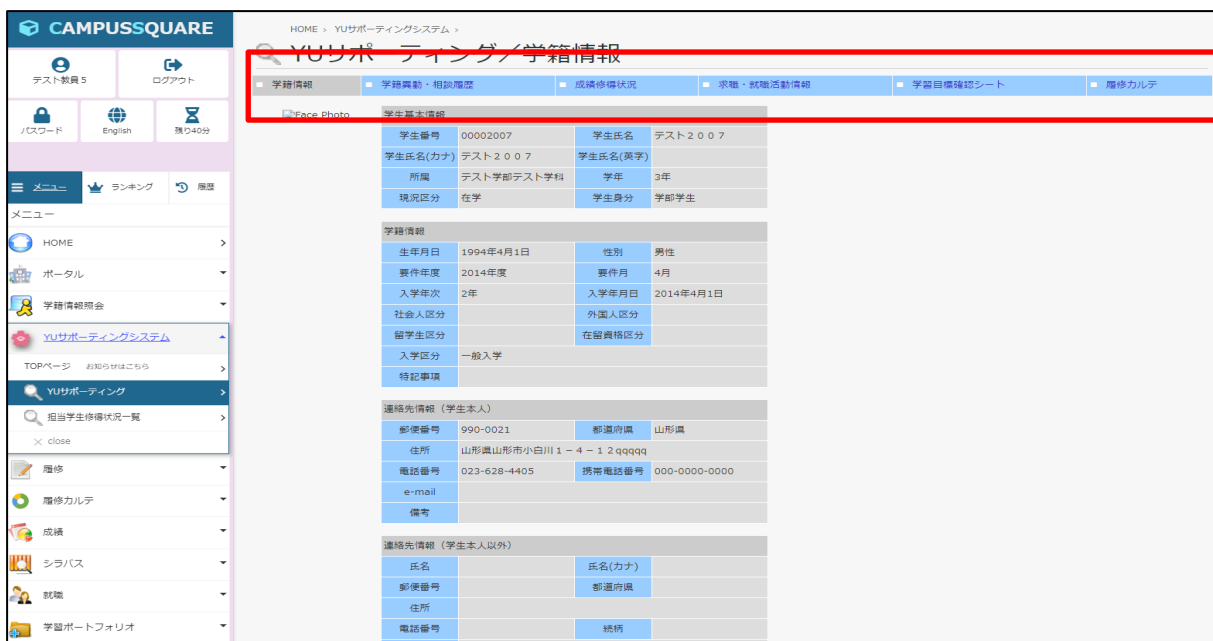 CAMPUSSQUARE
テスト教員5
ログアウト
パスワード
English
残り40分
メニュー
ランキング
履歴
メニュー
HOME
ポータル
学籍情報照会
YUサポーティングシステム
TOPページ お知らせはこちら
YUサポーティング
担当学生修得状況一覧
× close
履修
履修カルテ
成績
シラバス
就職
学習ポートフォリオ
HOME › YUサポーティングシステム ›
YUサポーティング／学籍情報
学籍情報 学籍異動・相談履歴 成績修得状況 求職・就職活動情報 学習目標確認シート 履修カルテ
Face Photo
学生基本情報
学生番号 00002007 学生氏名 テスト２００７
学生氏名(カナ) テスト２００７ 学生氏名(英字)
所属 テスト学部テスト学科 学年 3年
現況区分 在学 学生身分 学部学生
学籍情報
生年月日 1994年4月1日 性別 男性
要件年度 2014年度 要件月 4月
入学年次 2年 入学年月日 2014年4月1日
社会人区分 外国人区分
留学生区分 在留資格区分
入学区分 一般入学
特記事項
連絡先情報（学生本人）
郵便番号 990-0021 都道府県 山形県
住所 山形県山形市小白川１－４－１２qqqqq
電話番号 023-628-4405 携帯電話番号 000-0000-0000
e-mail
備考
連絡先情報（学生本人以外）
氏名 氏名(カナ)
郵便番号 都道府県
住所
電話番号 続柄